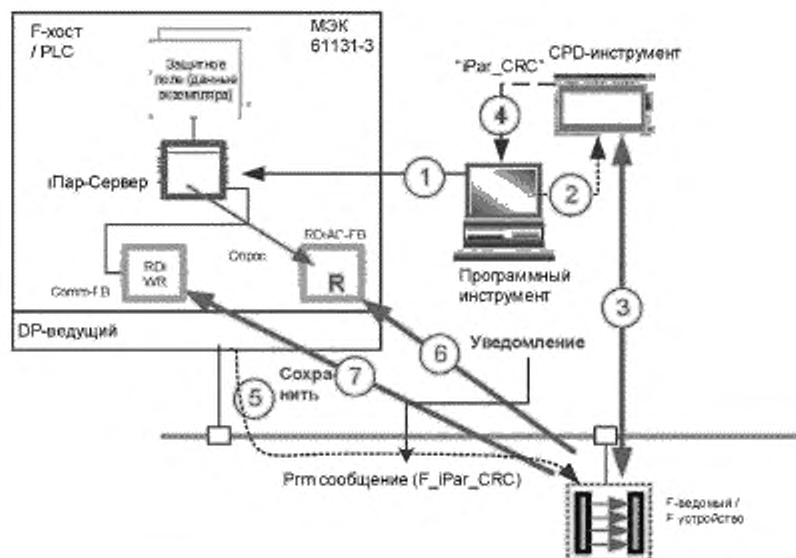 F-хост
/ PLC
МЭК
61131-3
Защитное
поле (данные
экземпляра)
iПар-Сервер
"iPar_CRC"
CPD-инструмент
4
1
2
Программный
инструмент
RDIAC-FB
Опрос
RDI
WR
R
Comm-FB
DP-ведущий
3
6
7
Уведомление
Сохра-
нить
5
Prm сообщение (F_iPar_CRC)
F-ведомый /
F устройство